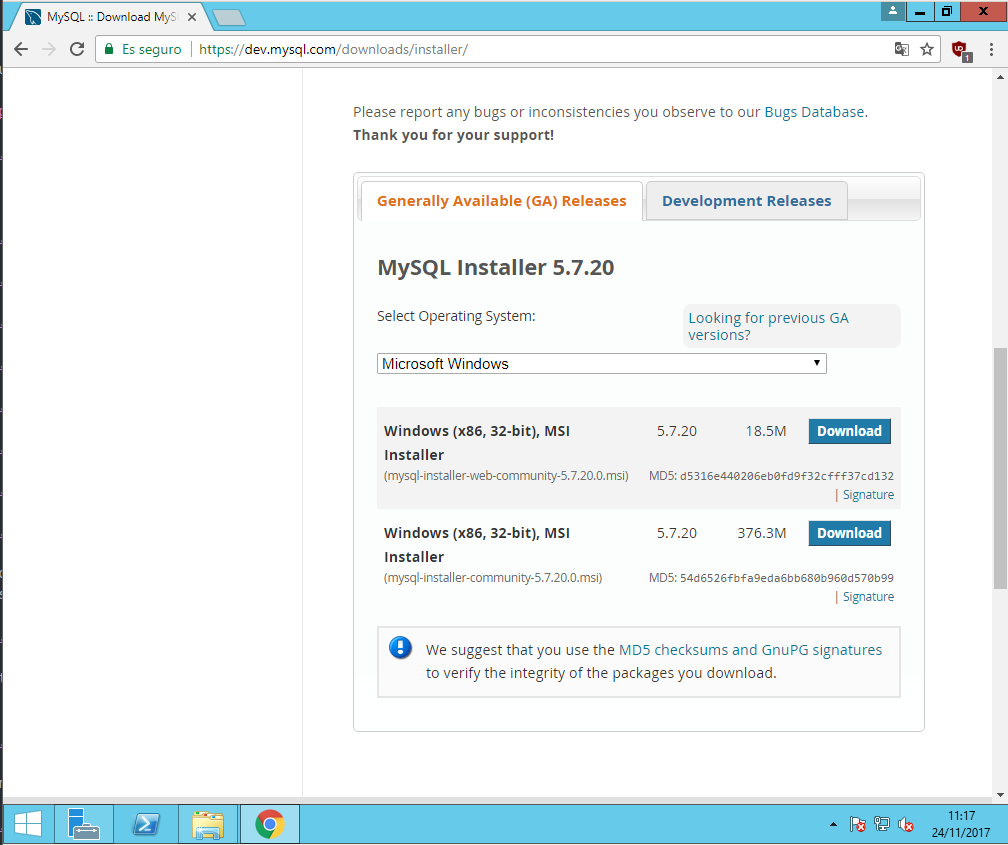 MySQL :: Download MyS
Es seguro
https://dev.mysql.com/downloads/installer/
1
Please report any bugs or inconsistencies you observe to our Bugs Database.
Thank you for your support!
Generally Available (GA) Releases
Development Releases
MySQL Installer 5.7.20
Select Operating System:
Looking for previous GA
versions?
Microsoft Windows
Windows (x86, 32-bit), MSI
Installer
5.7.20
18.5M
Download
(mysql-installer-web-community-5.7.20.0.msi)
MD5: d5316e440206eb0fd9f32cfff37cd132
| Signature
Windows (x86, 32-bit), MSI
Installer
5.7.20
376.3M
Download
(mysql-installer-community-5.7.20.0.msi)
MD5: 54d6526fbfa9eda6bb680b960d570b99
| Signature
We suggest that you use the MD5 checksums and GnuPG signatures
to verify the integrity of the packages you download.
11:17
24/11/2017